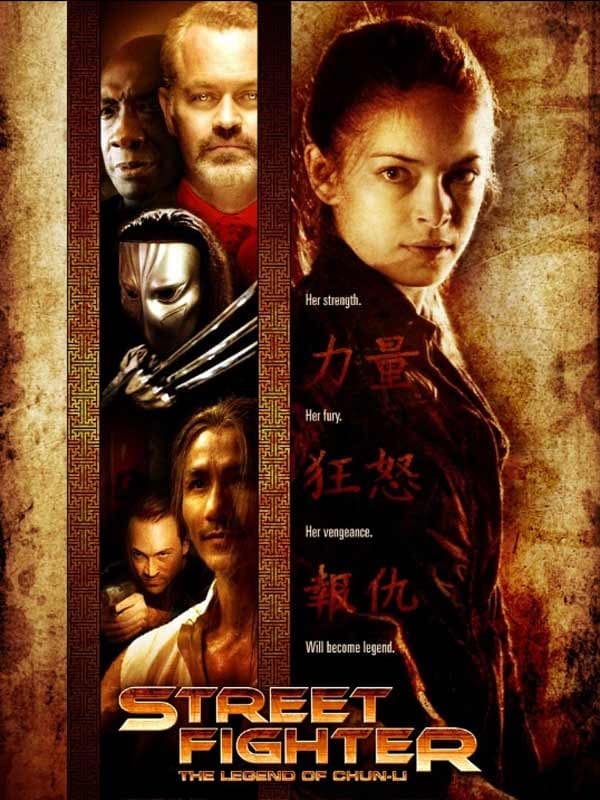 Her strength.
力量
Her fury.
狂怒
Her vengeance.
報仇
Will become legend.
STREET
FIGHTER
THE LEGEND OF CHUN-LI